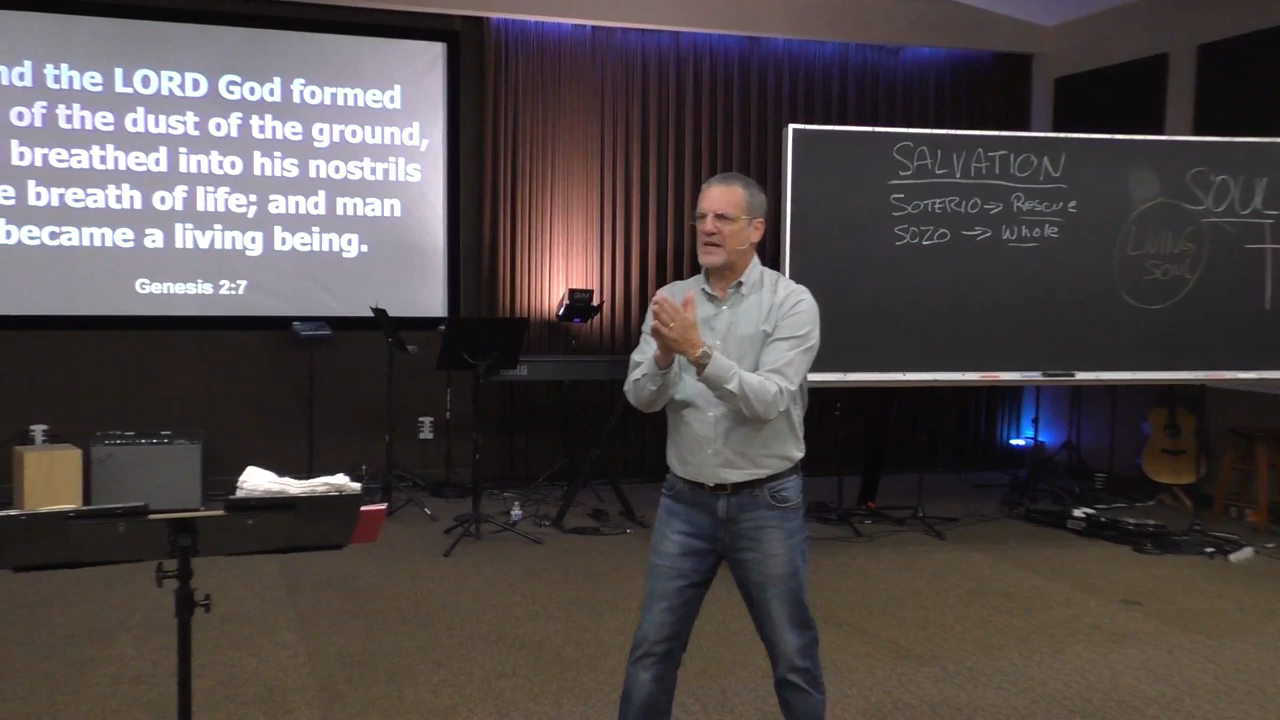 nd the LORD God formed
of the dust of the ground,
breathed into his nostrils
e breath of life; and man
became a living being.
Genesis 2:7
SALVATION
SOTERIO → RESCUE
SOZO → Whole
SOUL
LIVING
SOUL
KORG